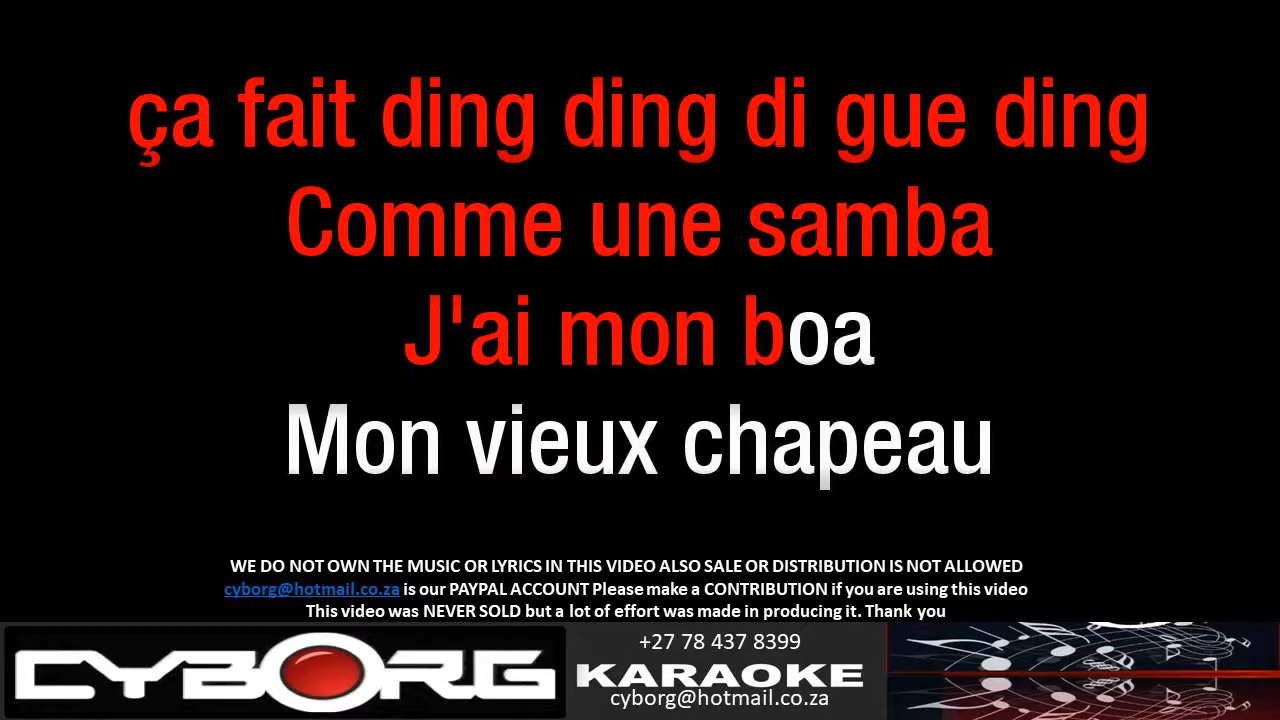 ça fait ding ding di gue ding
Comme une samba
J'ai mon boa
Mon vieux chapeau
WE DO NOT OWN THE MUSIC OR LYRICS IN THIS VIDEO ALSO SALE OR DISTRIBUTION IS NOT ALLOWED
cyborg@hotmail.co.za is our PAYPAL ACCOUNT Please make a CONTRIBUTION if you are using this video
This video was NEVER SOLD but a lot of effort was made in producing it. Thank you
CYBORG
+27 78 437 8399
KARAOKE
cyborg@hotmail.co.za